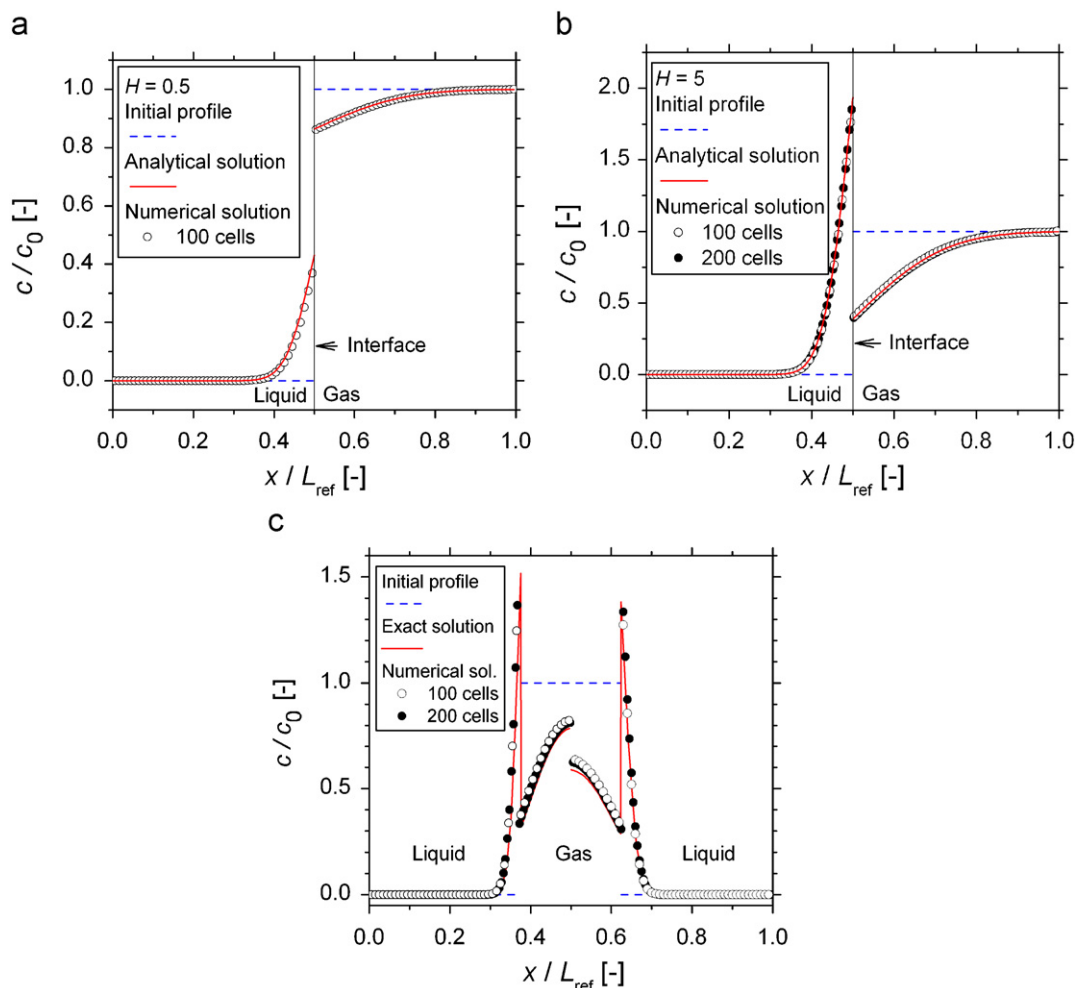 a
H = 0.5
Initial profile
Analytical solution
Numerical solution
100 cells
Interface
Liquid Gas
c / c0 [-]
1.0
0.8
0.6
0.4
0.2
0.0
0.0 0.2 0.4 0.6 0.8 1.0
x / Lref [-]
b
H = 5
Initial profile
Analytical solution
Numerical solution
100 cells
200 cells
Interface
Liquid Gas
c / c0 [-]
2.0
1.5
1.0
0.5
0.0
0.0 0.2 0.4 0.6 0.8 1.0
x / Lref [-]
c
Initial profile
Exact solution
Numerical sol.
100 cells
200 cells
Liquid Gas Liquid
c / c0 [-]
1.5
1.0
0.5
0.0
0.0 0.2 0.4 0.6 0.8 1.0
x / Lref [-]